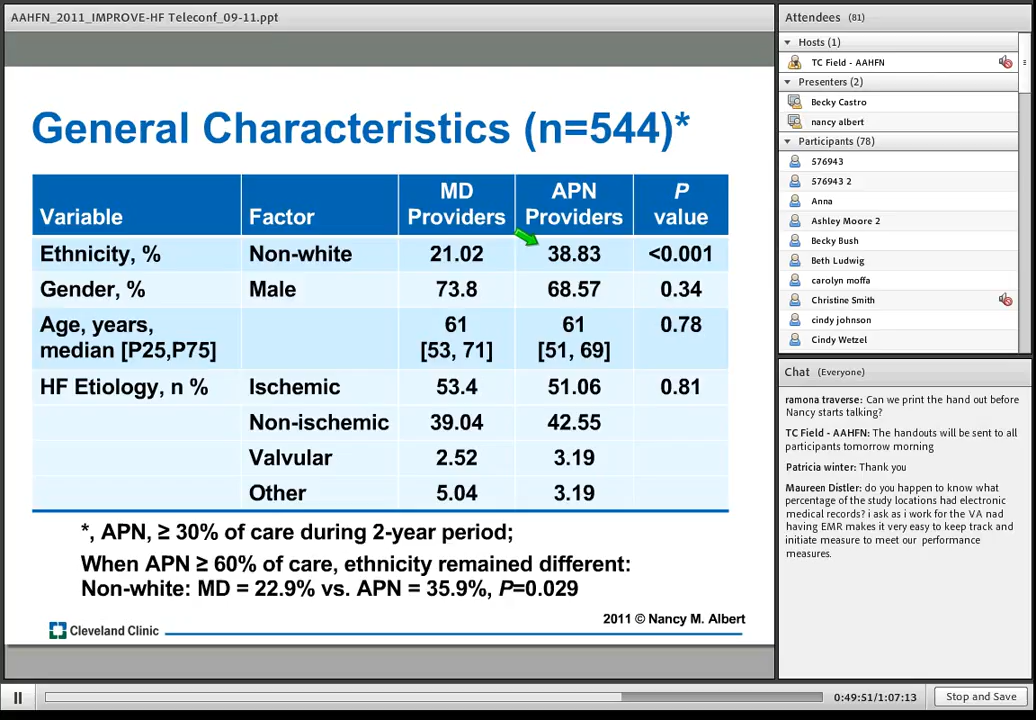 AAHFN_2011_IMPROVE-HF Teleconf_09-11.ppt
General Characteristics (n=544)*
Variable Factor MD Providers APN Providers P value
Ethnicity, % Non-white 21.02 38.83 <0.001
Gender, % Male 73.8 68.57 0.34
Age, years, median [P25,P75] 61 [53, 71] 61 [51, 69] 0.78
HF Etiology, n % Ischemic 53.4 51.06 0.81
Non-ischemic 39.04 42.55
Valvular 2.52 3.19
Other 5.04 3.19
*, APN, ≥ 30% of care during 2-year period;
When APN ≥ 60% of care, ethnicity remained different:
Non-white: MD = 22.9% vs. APN = 35.9%, P=0.029
2011 © Nancy M. Albert
Cleveland Clinic
Attendees (81)
Hosts (1)
TC Field - AAHFN
Presenters (2)
Becky Castro
nancy albert
Participants (78)
576943
576943 2
Anna
Ashley Moore 2
Becky Bush
Beth Ludwig
carolyn moffa
Christine Smith
cindy johnson
Cindy Wetzel
Chat (Everyone)
ramona traverse: Can we print the hand out before
Nancy starts talking?
TC Field - AAHFN: The handouts will be sent to all
participants tomorrow morning
Patricia winter: Thank you
Maureen Distler: do you happen to know what
percentage of the study locations had electronic
medical records? i ask as i work for the VA nad
having EMR makes it very easy to keep track and
initiate measure to meet our performance
measures.
0:49:51/1:07:13
Stop and Save